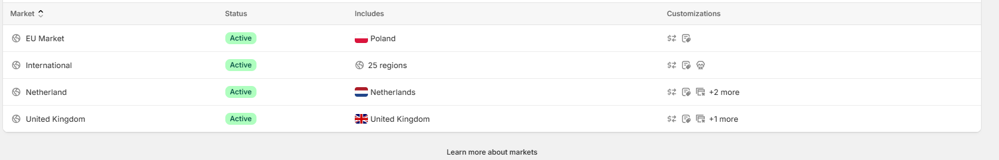 Market Status Includes Customizations
EU Market Active Poland
International Active 25 regions
Netherland Active Netherlands +2 more
United Kingdom Active United Kingdom +1 more
Learn more about markets